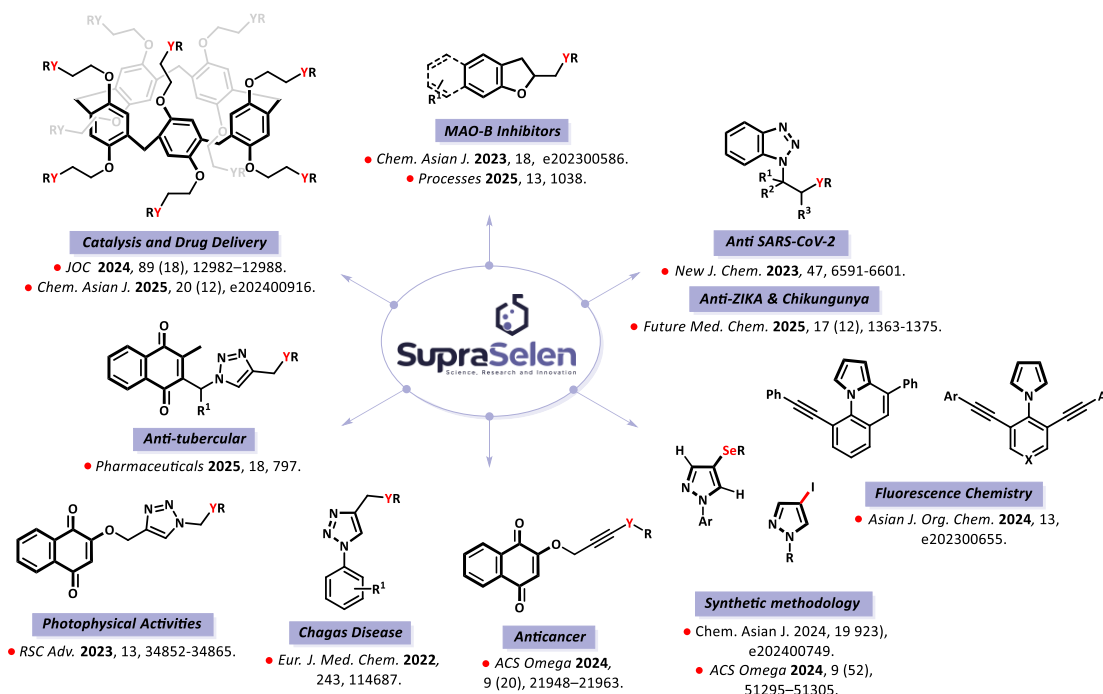 RY
YR
YR
RY
YR
RY
RY
YR
YR
RY
O
O
O
O
O
O
O
O
O
O
Catalysis and Drug Delivery
JOC 2024, 89 (18), 12982–12988.
Chem. Asian J. 2025, 20 (12), e202400916.
R1
O
YR
MAO-B Inhibitors
Chem. Asian J. 2023, 18, e202300586.
Processes 2025, 13, 1038.
N
N
N
R1
R2
YR
R3
Anti SARS-CoV-2
New J. Chem. 2023, 47, 6591-6601.
Anti-ZIKA & Chikungunya
Future Med. Chem. 2025, 17 (12), 1363-1375.
SupraSelen
Science, Research and Innovation
O
O
N
N
N
YR
R1
Anti-tubercular
Pharmaceuticals 2025, 18, 797.
Ph
N
Ph
Ar
N
X
A
Fluorescence Chemistry
Asian J. Org. Chem. 2024, 13,
e202300655.
O
O
O
N
N
N
YR
Photophysical Activities
RSC Adv. 2023, 13, 34852-34865.
YR
N
N
N
R1
Chagas Disease
Eur. J. Med. Chem. 2022,
243, 114687.
O
O
O
Y
R
Anticancer
ACS Omega 2024,
9 (20), 21948–21963.
H
SeR
N
N
H
Ar
I
N
N
R
Synthetic methodology
Chem. Asian J. 2024, 19 923),
e202400749.
ACS Omega 2024, 9 (52),
51295–51305.